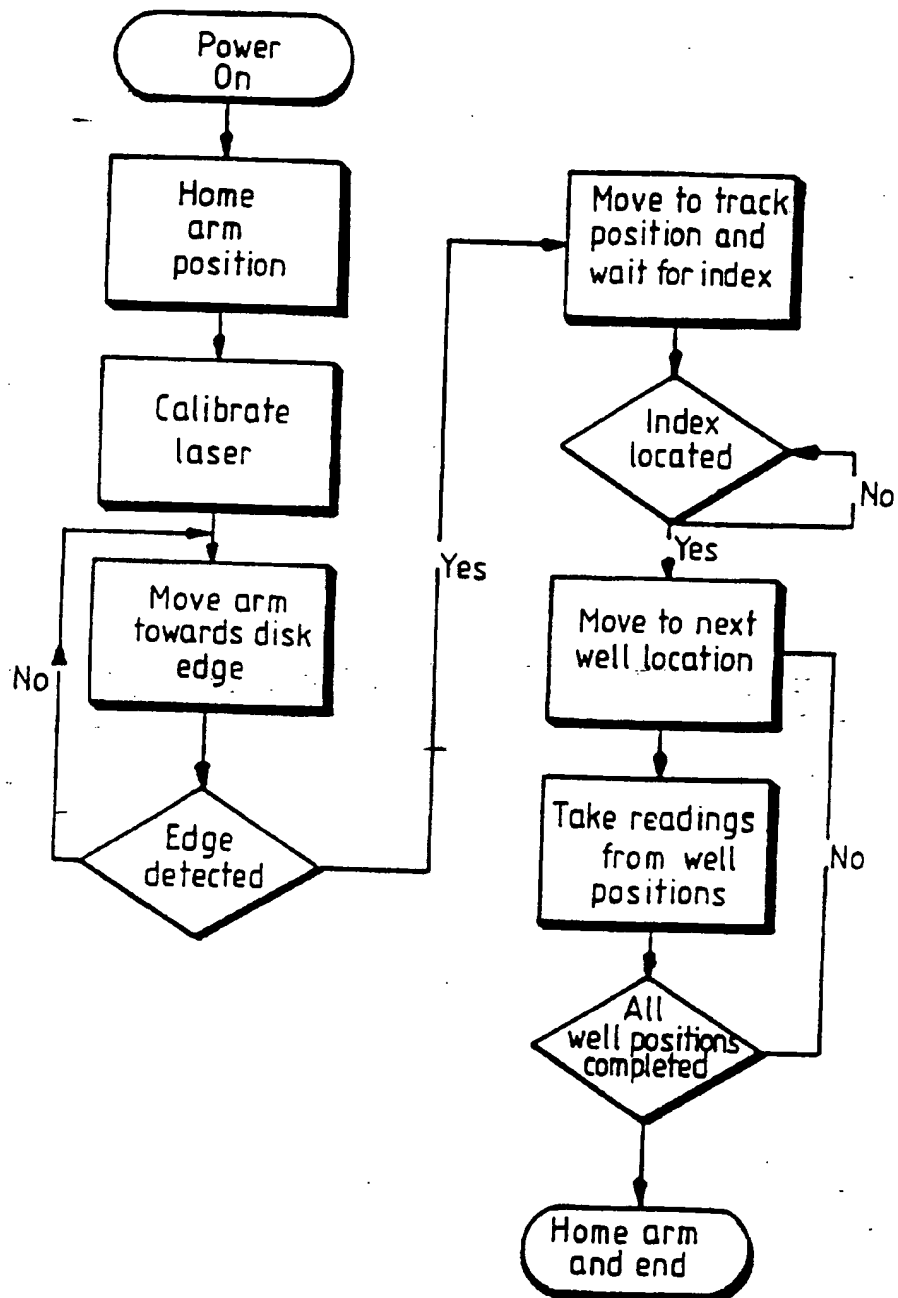 Power
On
Home
arm
position
Calibrate
laser
Move arm
towards disk
edge
No
Edge
detected
Yes
Move to track
position and
wait for index
Index
located
No
Yes
Move to next
well location
Take readings
from well
positions
No
All
well positions
completed
Home arm
and end